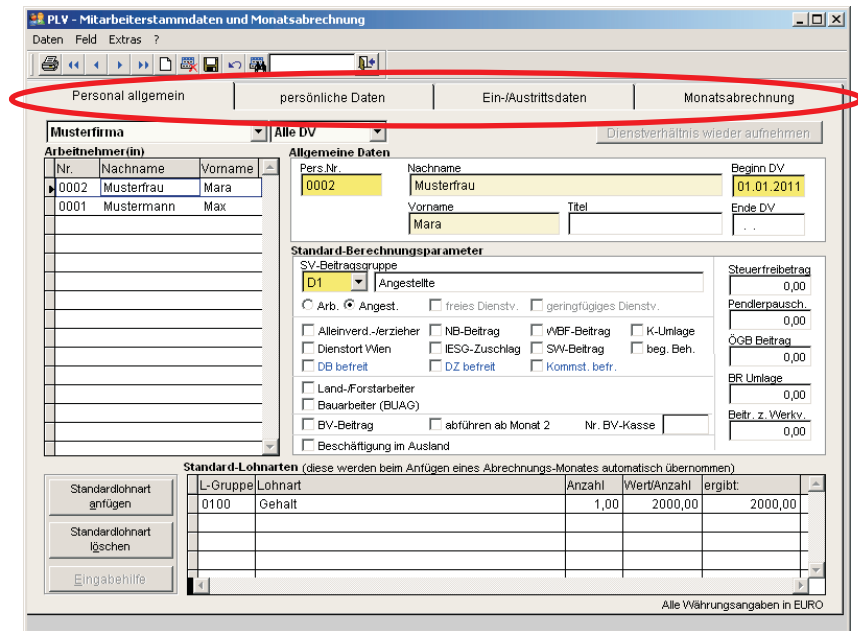 PLV - Mitarbeiterstammdaten und Monatsabrechnung
Daten Feld Extras ?
Personal allgemein persönliche Daten Ein-/Austrittsdaten Monatsabrechnung
Musterfirma Alle DV Dienstverhältnis wieder aufnehmen
Arbeitnehmer(in) Allgemeine Daten
Nr. Nachname Vorname Pers.Nr. Nachname Beginn DV
0002 Musterfrau Mara 0002 Musterfrau 01.01.2011
0001 Mustermann Max Vorname Titel Ende DV
Mara . .
Standard-Berechnungsparameter
SV-Beitragsgruppe Steuerfreibetrag
D1 Angestellte 0,00
Arb. Angest. freies Dienstv. geringfügiges Dienstv. Pendlerpausch.
0,00
Alleinverd.-/erzieher NB-Beitrag WBF-Beitrag K-Umlage ÖGB Beitrag
Dienstort Wien IESG-Zuschlag SW-Beitrag beg. Beh. 0,00
DB befreit DZ befreit Kommst. befr.
Land-/Forstarbeiter BR Umlage
Bauarbeiter (BUAG) 0,00
BV-Beitrag abführen ab Monat 2 Nr. BV-Kasse Beitr. z. Werkv.
0,00
Beschäftigung im Ausland
Standard-Lohnarten (diese werden beim Anfügen eines Abrechnungs-Monates automatisch übernommen)
Standardlohnart anfügen L-Gruppe Lohnart Anzahl Wert/Anzahl ergibt:
0100 Gehalt 1,00 2000,00 2000,00
Standardlohnart löschen
Eingabehilfe
Alle Währungsangaben in EURO